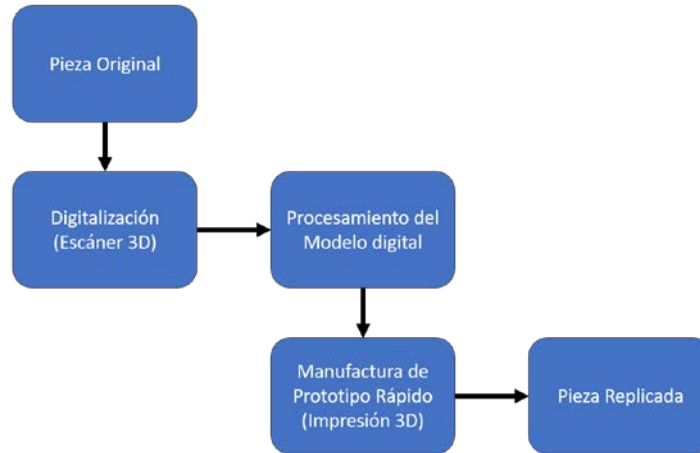 Pieza Original
Digitalización
(Escáner 3D)
Procesamiento del
Modelo digital
Manufactura de
Prototipo Rápido
(Impresión 3D)
Pieza Replicada